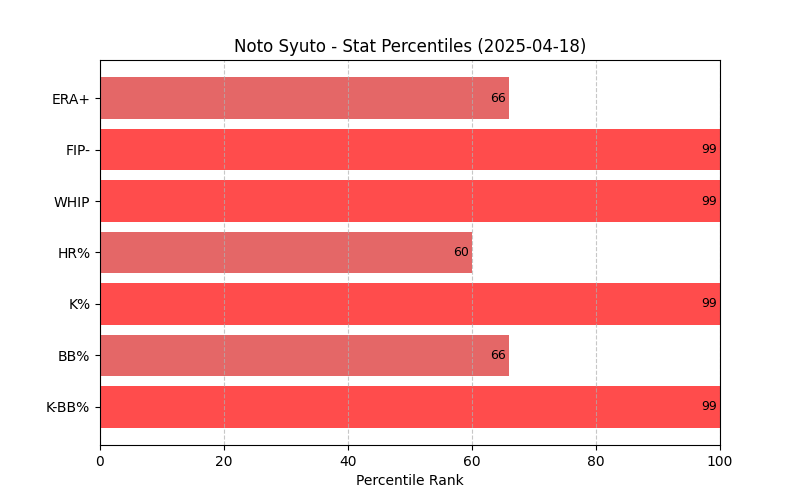 Noto Syuto - Stat Percentiles (2025-04-18)
ERA+
66
FIP-
99
WHIP
99
HR%
60
K%
99
BB%
66
K-BB%
99
0 20 40 60 80 100
Percentile Rank